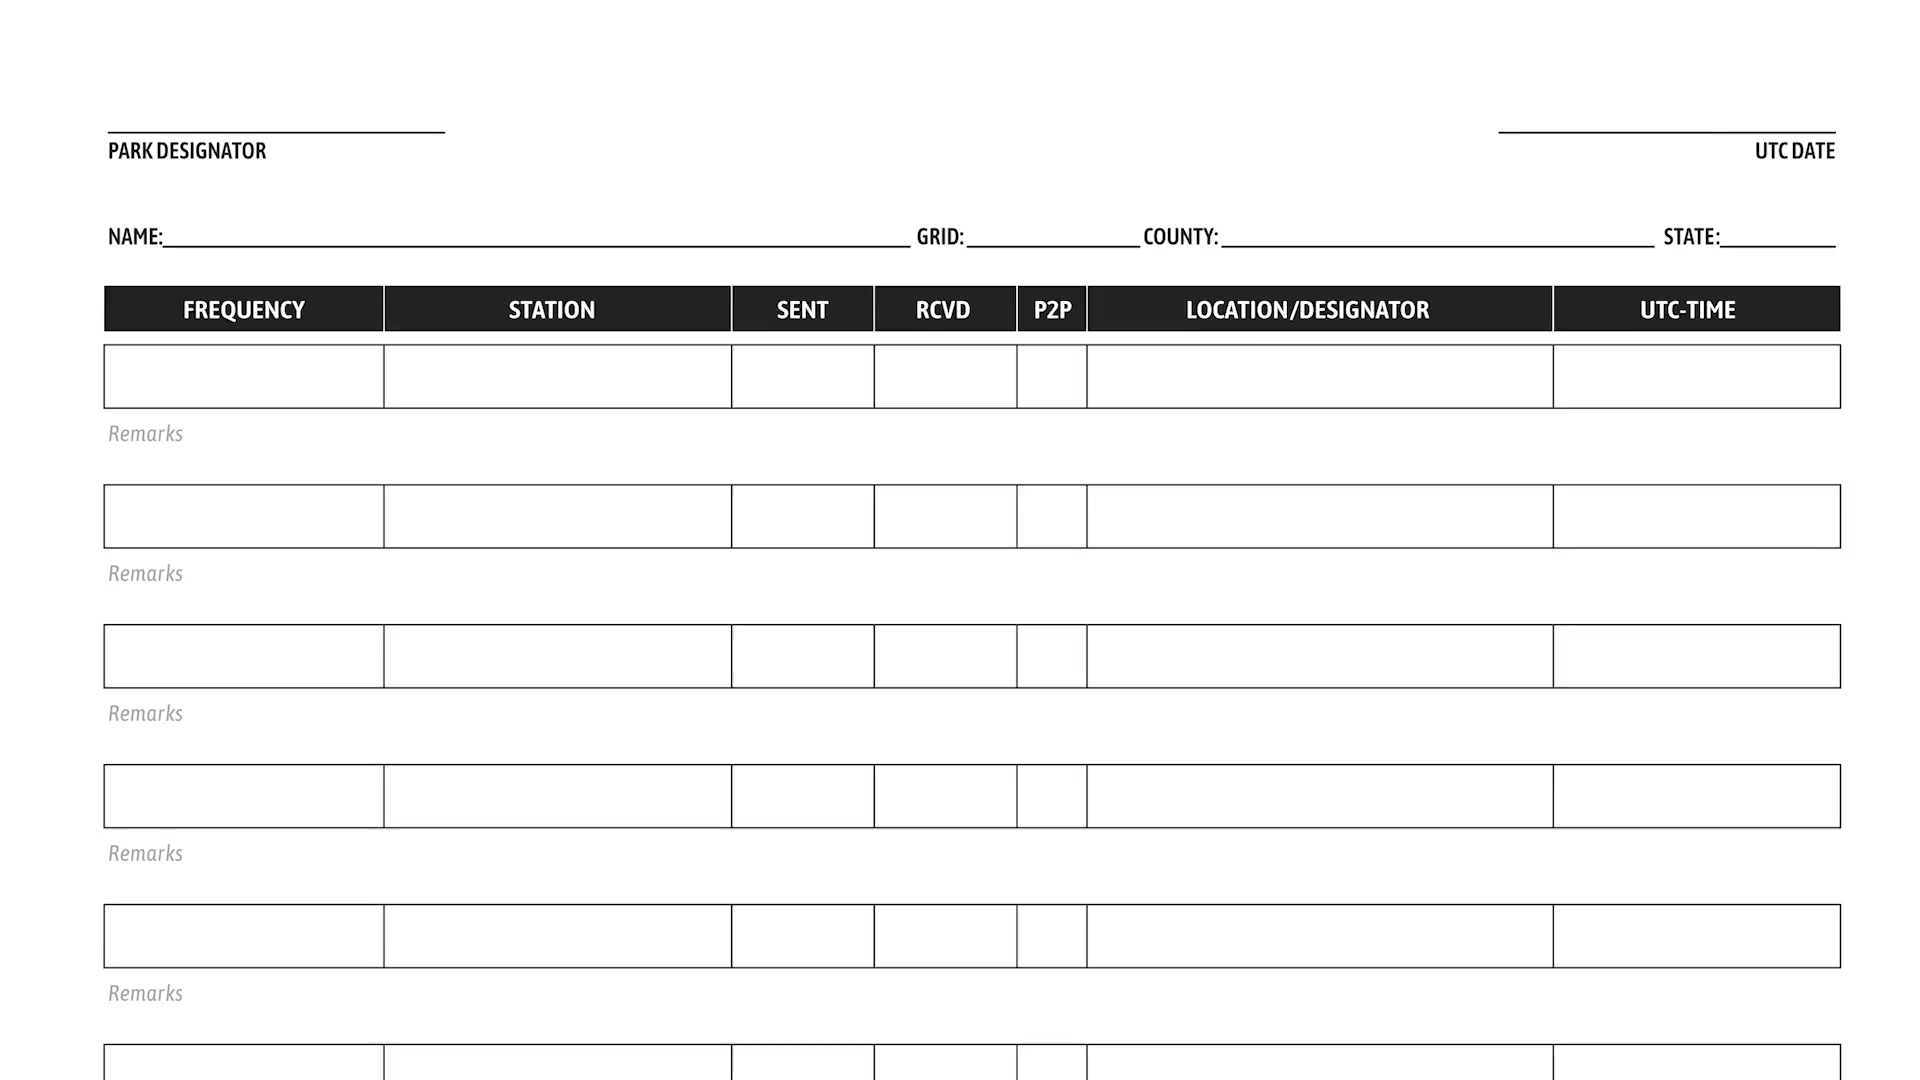 PARK DESIGNATOR UTC DATE
NAME: GRID: COUNTY: STATE:
FREQUENCY STATION SENT RCVD P2P LOCATION/DESIGNATOR UTC-TIME
Remarks
Remarks
Remarks
Remarks
Remarks